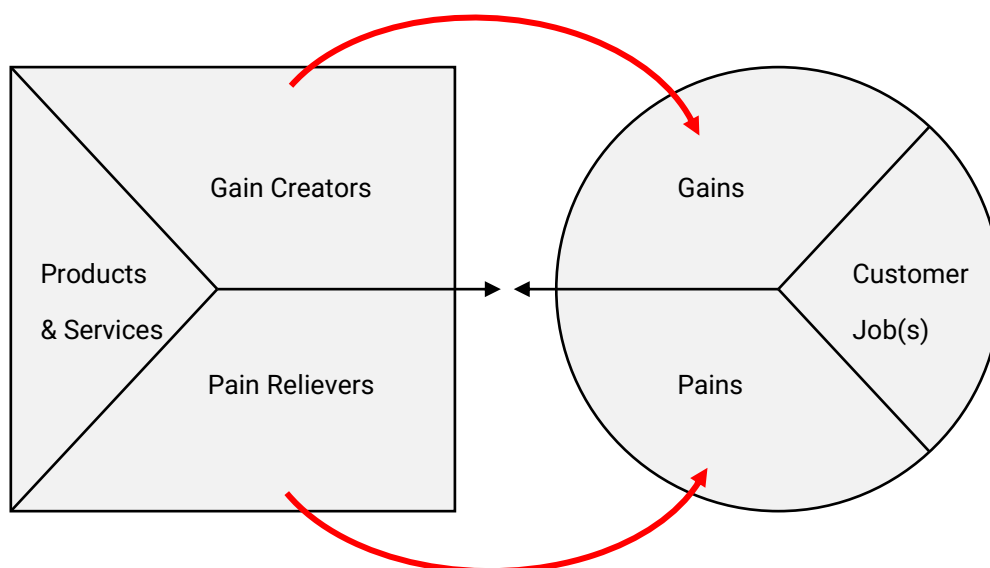 Gain Creators
Products
& Services
Pain Relievers
Gains
Customer
Job(s)
Pains